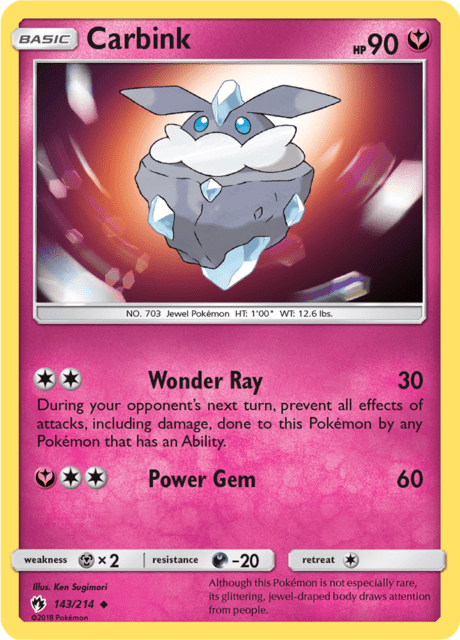 BASIC Carbink HP 90
NO. 703 Jewel Pokémon HT: 1'00" WT: 12.6 lbs.
Wonder Ray 30
During your opponent's next turn, prevent all effects of
attacks, including damage, done to this Pokémon by any
Pokémon that has an Ability.
Power Gem 60
weakness ×2 resistance -20 retreat
Illus. Ken Sugimori
143/214
©2018 Pokémon
Although this Pokémon is not especially rare,
its glittering, jewel-draped body draws attention
from people.